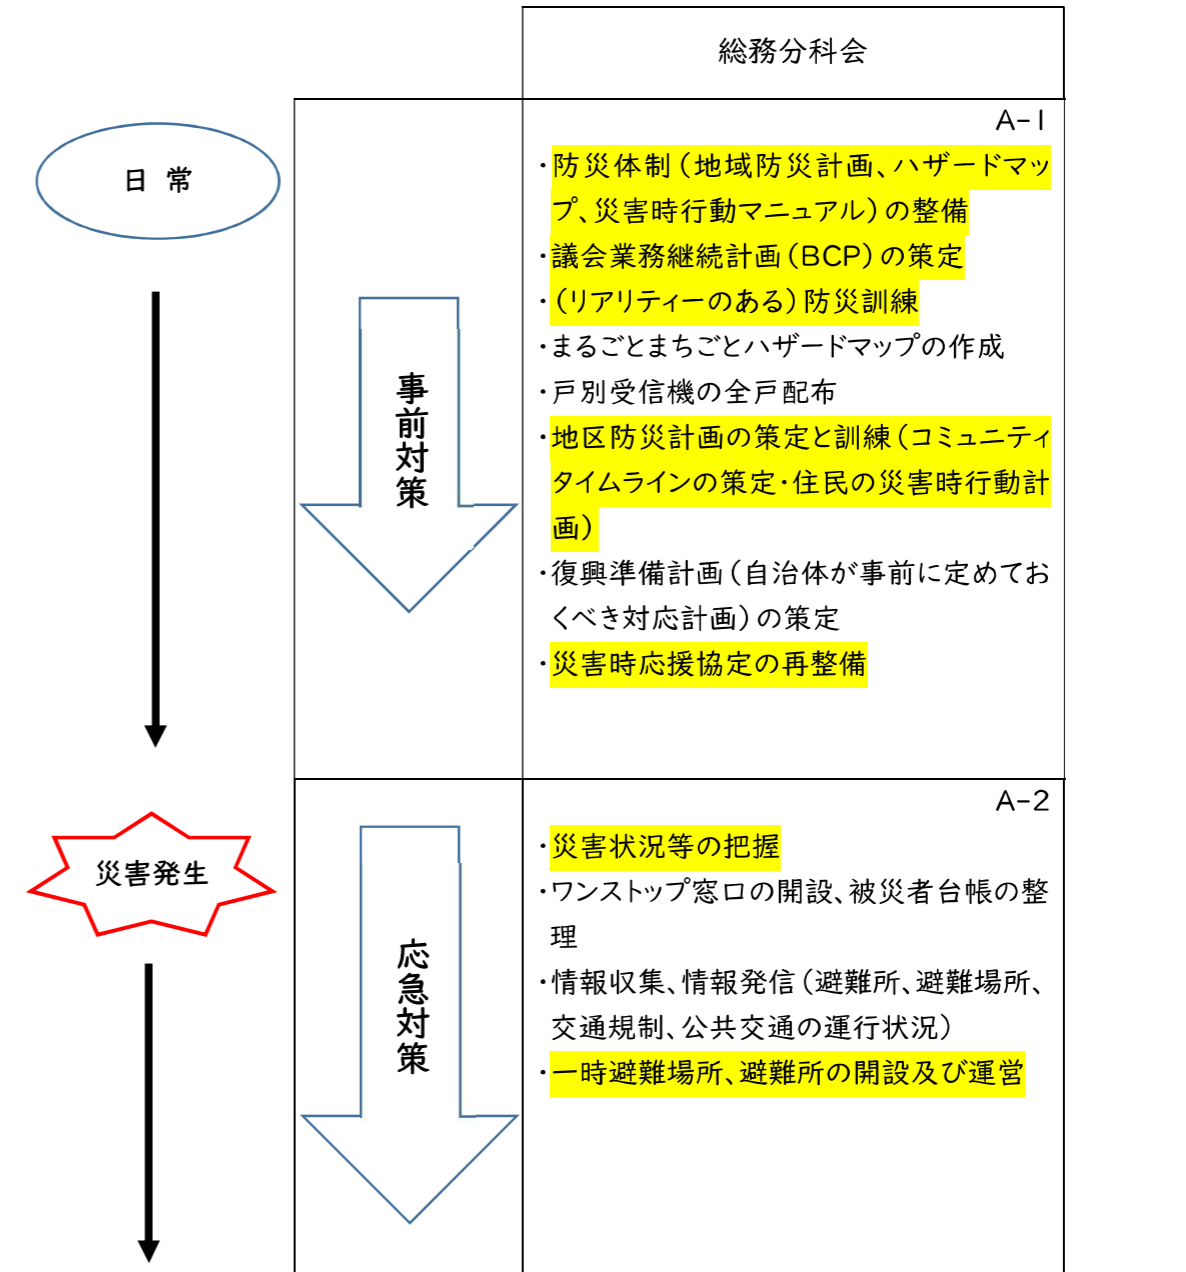 総務分科会
日 常
事前対策
A-1
・防災体制(地域防災計画、ハザードマッ
プ、災害時行動マニュアル)の整備
・議会業務継続計画(BCP)の策定
・(リアリティーのある)防災訓練
・まるごとまちごとハザードマップの作成
・戸別受信機の全戸配布
・地区防災計画の策定と訓練(コミュニティ
タイムラインの策定・住民の災害時行動計
画)
・復興準備計画(自治体が事前に定めてお
くべき対応計画)の策定
・災害時応援協定の再整備
災害発生
応急対策
A-2
・災害状況等の把握
・ワンストップ窓口の開設、被災者台帳の整
理
・情報収集、情報発信(避難所、避難場所、
交通規制、公共交通の運行状況)
・一時避難場所、避難所の開設及び運営